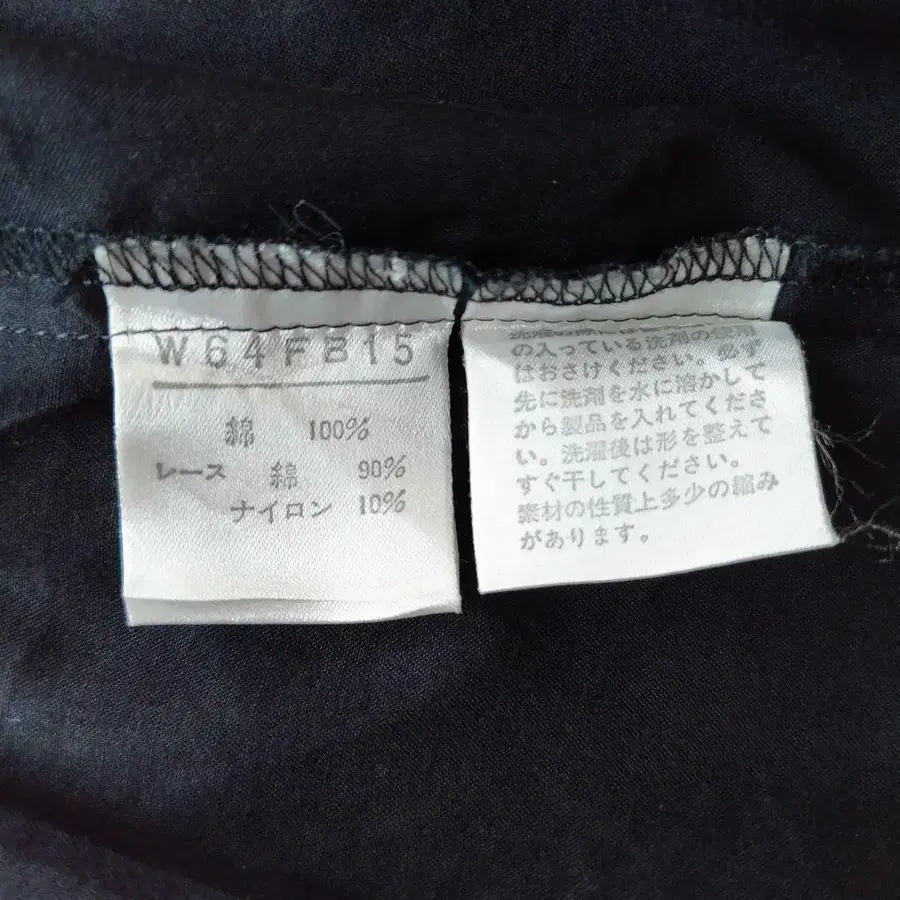 W64FB15
綿 100%
レース 綿 90%
ナイロン 10%
の入っている洗剤の使用
はおさけください。必ず
先に洗剤を水に溶かして
から製品を入れてくださ
い。洗濯後は形を整えて
すぐ干してください。
素材の性質上多少の縮み
があります。